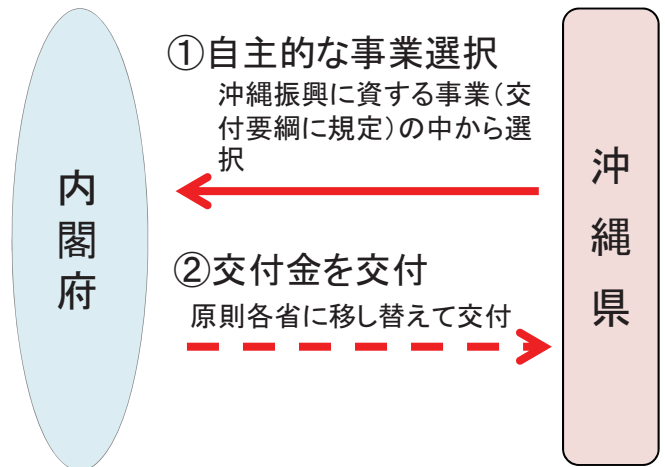 ①自主的な事業選択
沖縄振興に資する事業(交
付要綱に規定)の中から選
択
内閣府
沖縄県
②交付金を交付
原則各省に移し替えて交付